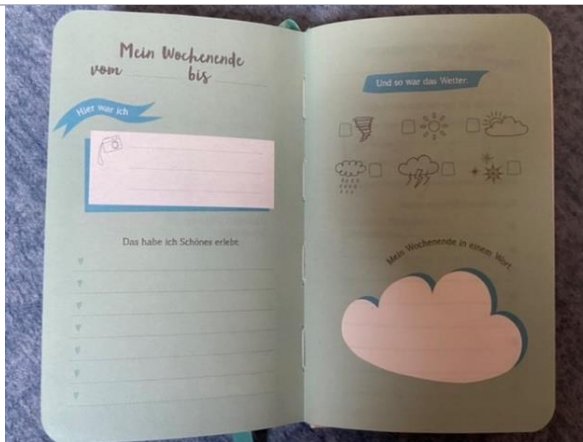 Mein Wochenende
vom bis
Hier war ich
Das habe ich Schönes erlebt:
Und so war das Wetter:
Mein Wochenende in einem Wort